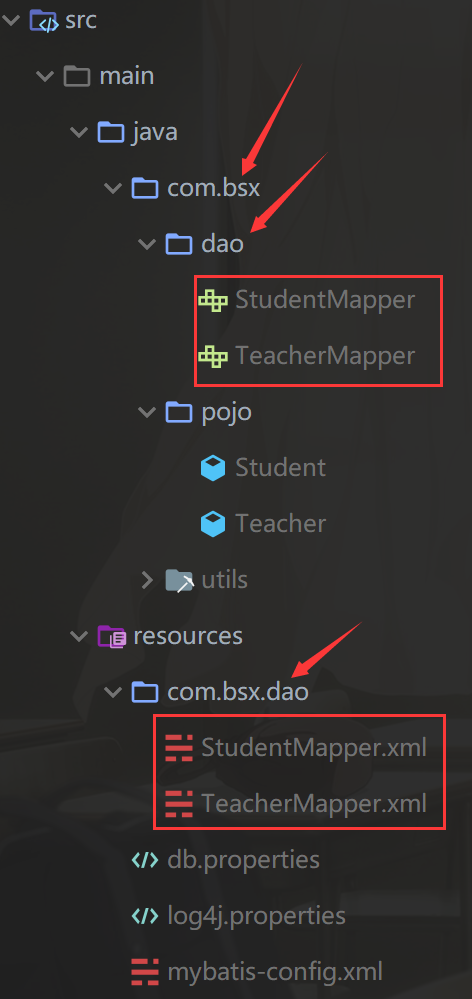 src
main
java
com.bsx
dao
StudentMapper
TeacherMapper
pojo
Student
Teacher
utils
resources
com.bsx.dao
StudentMapper.xml
TeacherMapper.xml
db.properties
log4j.properties
mybatis-config.xml